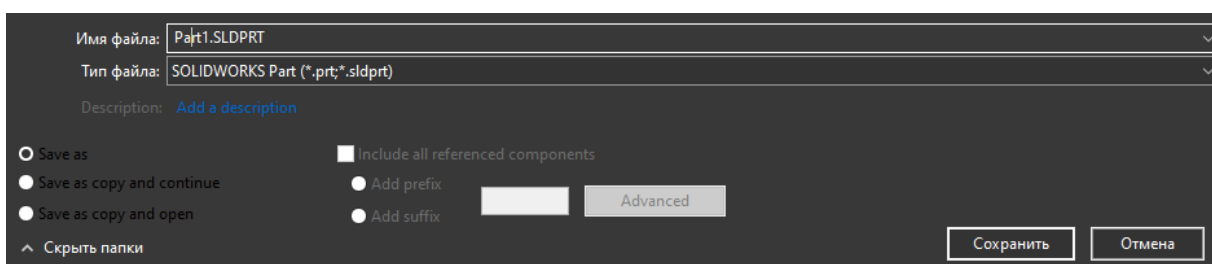 Имя файла: Part1.SLDPRT
Тип файла: SOLIDWORKS Part (*.prt;*.sldprt)
Description: Add a description
Save as
Include all referenced components
Save as copy and continue
Add prefix
Advanced
Save as copy and open
Add suffix
Скрыть папки
Сохранить
Отмена